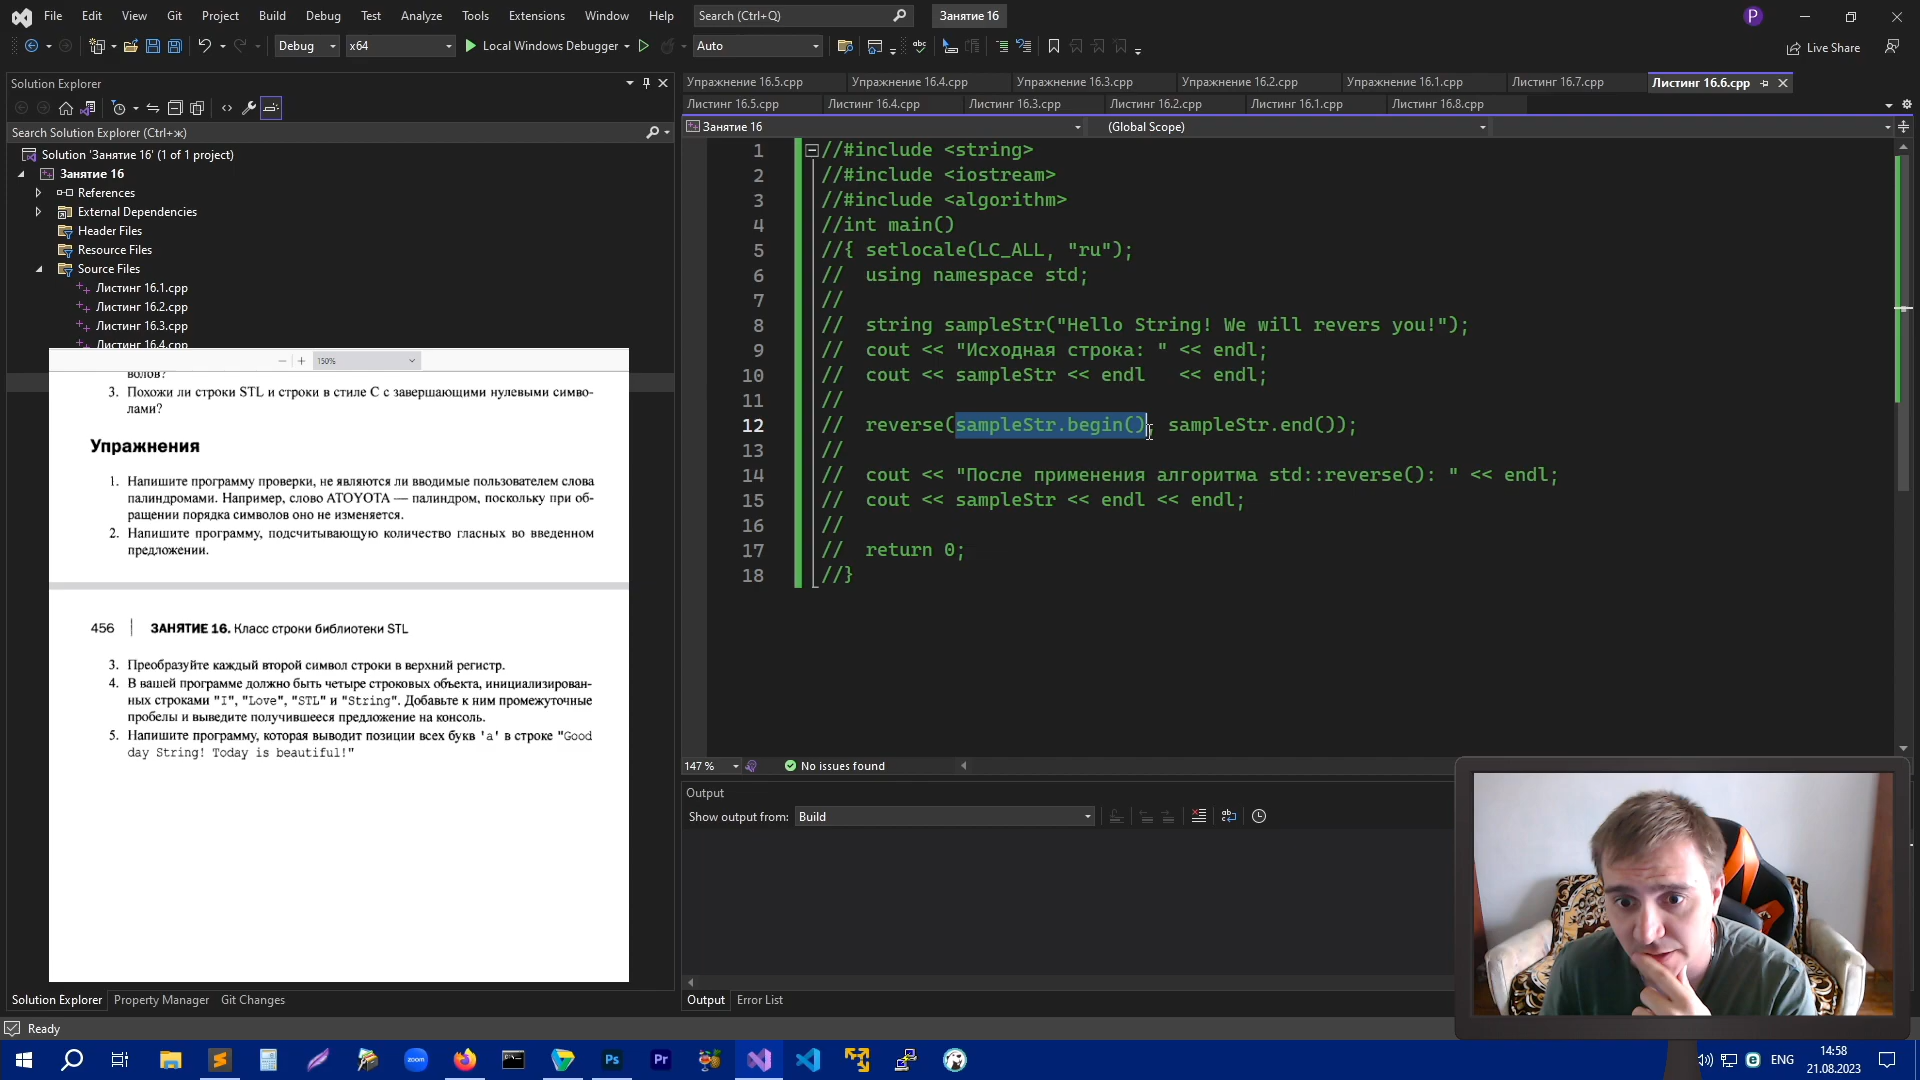 File Edit View Git Project Build Debug Test Analyze Tools Extensions Window Help Search (Ctrl+Q) Занятие 16 P
Debug x64 Local Windows Debugger Auto Live Share
Solution Explorer
Search Solution Explorer (Ctrl+ж)
Solution 'Занятие 16' (1 of 1 project)
Занятие 16
References
External Dependencies
Header Files
Resource Files
Source Files
Листинг 16.1.cpp
Листинг 16.2.cpp
Листинг 16.3.cpp
Листинг 16.4.cpp
150%
волов?
3. Похожи ли строки STL и строки в стиле C с завершающими нулевыми симво-
лами?
Упражнения
1. Напишите программу проверки, не являются ли вводимые пользователем слова
палиндромами. Например, слово ATOYOTA — палиндром, поскольку при об-
ращении порядка символов оно не изменяется.
2. Напишите программу, подсчитывающую количество гласных во введенном
предложении.
456 ЗАНЯТИЕ 16. Класс строки библиотеки STL
3. Преобразуйте каждый второй символ строки в верхний регистр.
4. В вашей программе должно быть четыре строковых объекта, инициализирован-
ных строками "I", "Love", "STL" и "String". Добавьте к ним промежуточные
пробелы и выведите получившееся предложение на консоль.
5. Напишите программу, которая выводит позиции всех букв 'a' в строке "Good
day String! Today is beautiful!"
Solution Explorer Property Manager Git Changes
Упражнение 16.5.cpp Упражнение 16.4.cpp Упражнение 16.3.cpp Упражнение 16.2.cpp Упражнение 16.1.cpp Листинг 16.7.cpp Листинг 16.6.cpp
Листинг 16.5.cpp Листинг 16.4.cpp Листинг 16.3.cpp Листинг 16.2.cpp Листинг 16.1.cpp Листинг 16.8.cpp
Занятие 16 (Global Scope)
1 //#include <string>
2 //#include <iostream>
3 //#include <algorithm>
4 //int main()
5 //{ setlocale(LC_ALL, "ru");
6 // using namespace std;
7 //
8 // string sampleStr("Hello String! We will revers you!");
9 // cout << "Исходная строка: " << endl;
10 // cout << sampleStr << endl << endl;
11 //
12 // reverse(sampleStr.begin() sampleStr.end());
13 //
14 // cout << "После применения алгоритма std::reverse(): " << endl;
15 // cout << sampleStr << endl << endl;
16 //
17 // return 0;
18 //}
147 % No issues found
Output
Show output from: Build
Output Error List
Ready
zoom Ps Pr ENG 14:58
21.08.2023